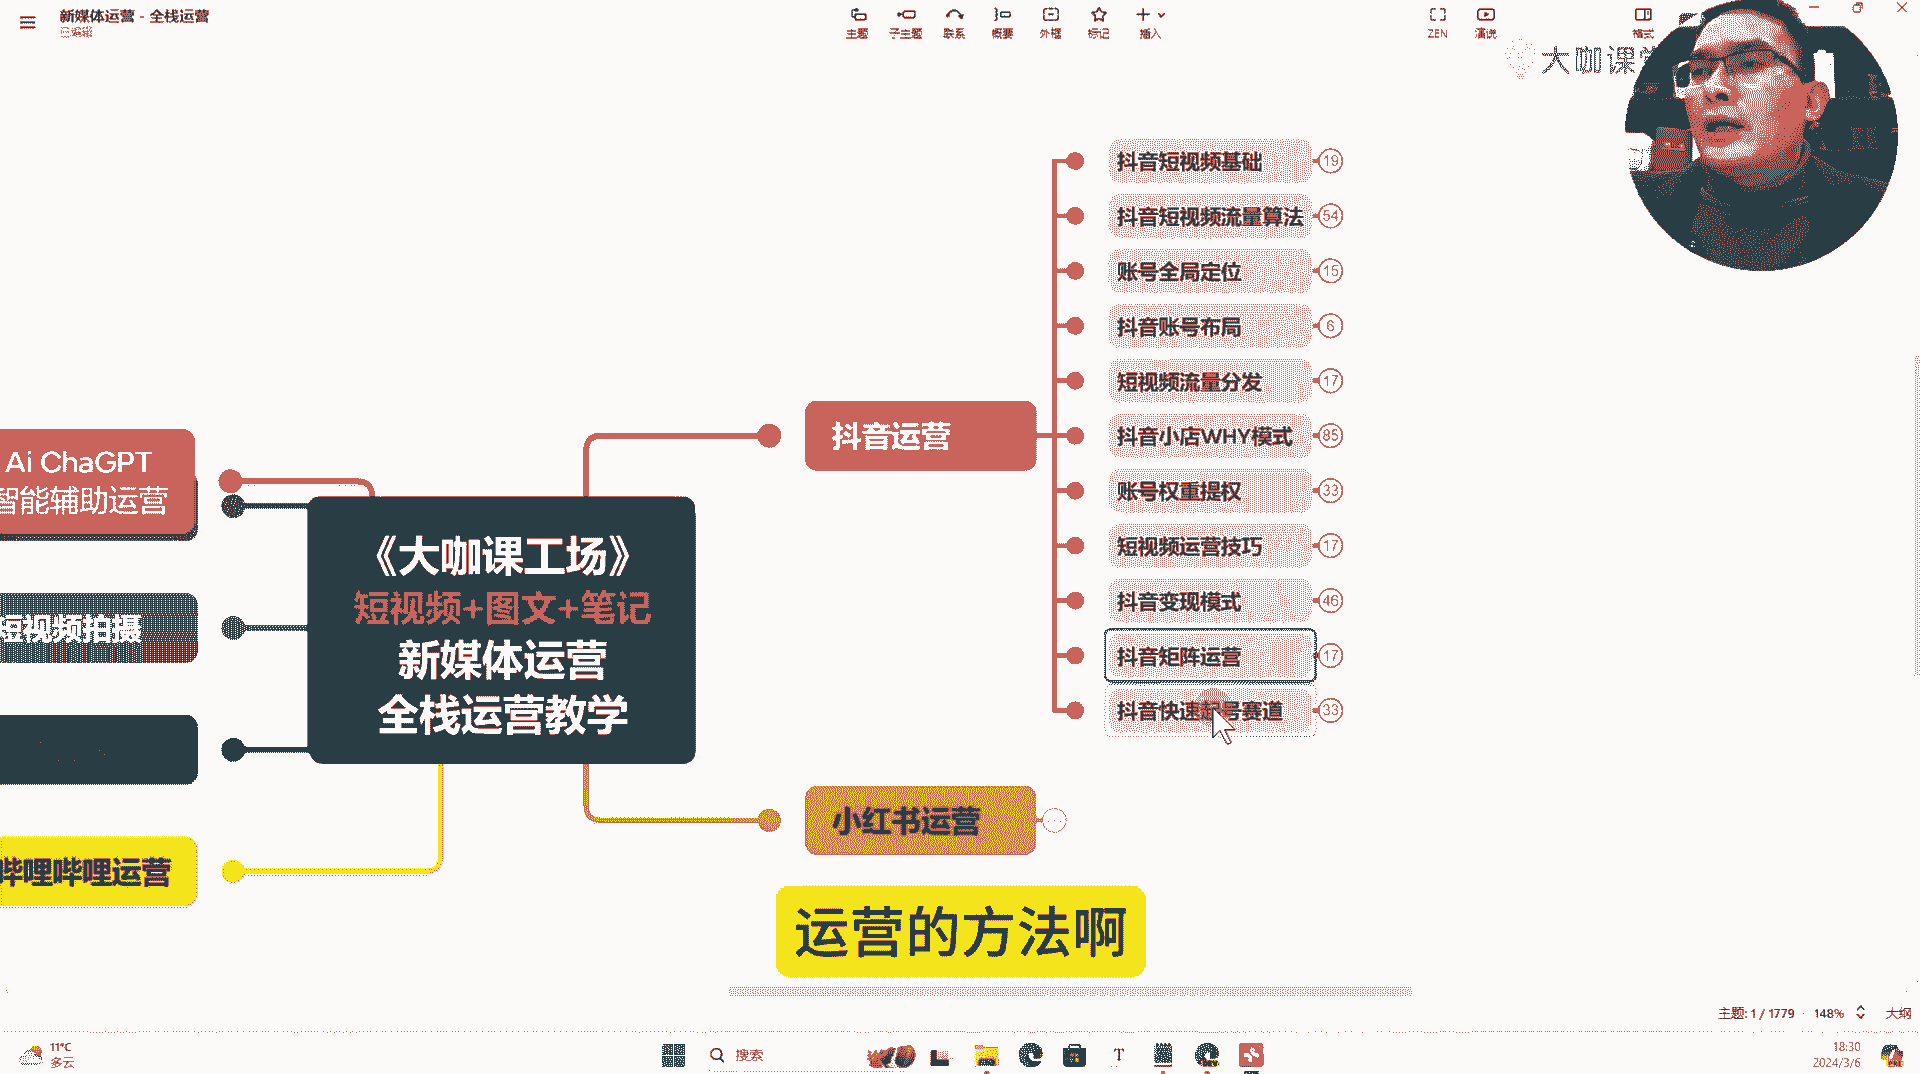 新媒体运营 - 全栈运营
已编辑
主题
子主题
联系
概要
外框
标记
插入
ZEN
演说
格式
大咖课堂
抖音短视频基础
19
抖音短视频流量算法
54
账号全局定位
15
抖音账号布局
6
短视频流量分发
17
抖音小店WHY模式
85
账号权重提权
33
短视频运营技巧
17
抖音变现模式
46
抖音矩阵运营
17
抖音快速起号赛道
33
抖音运营
Ai ChaGPT
智能辅助运营
《大咖课工场》
短视频+图文+笔记
新媒体运营
全栈运营教学
短视频拍摄
哔哩哔哩运营
小红书运营
运营的方法啊
主题: 1 / 1779
148%
大纲
11°C
多云
搜索
18:30
2024/3/6